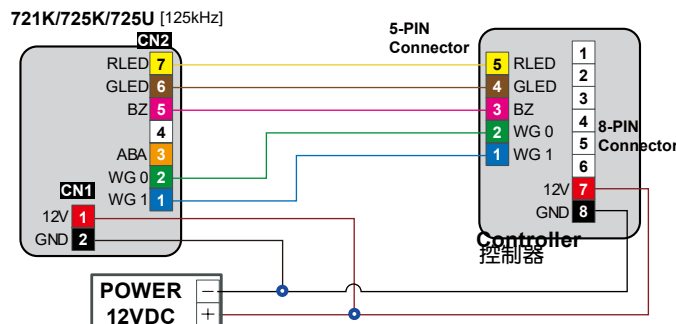 721K/725K/725U [125kHz]
CN2
RLED 7
GLED 6
BZ 5
4
ABA 3
WG 0 2
WG 1 1
CN1
12V 1
GND 2
5-PIN
Connector
5 RLED
4 GLED
3 BZ
2 WG 0
1 WG 1
1
2
3
4
5
6
8-PIN
Connector
12V 7
GND 8
Controller
控制器
POWER −
12VDC +